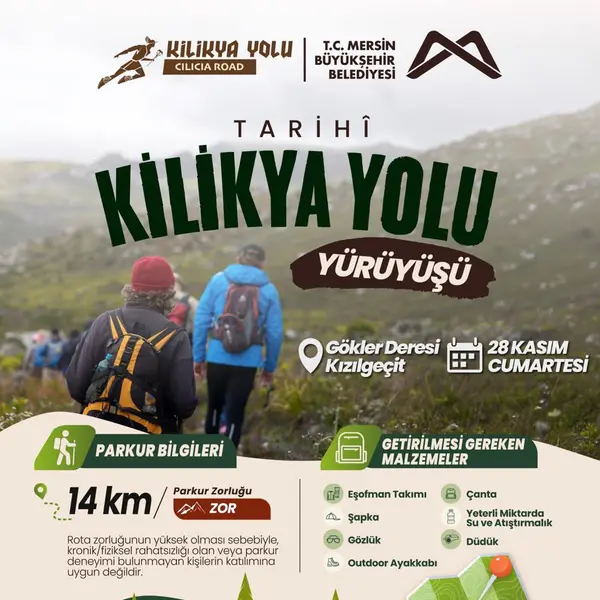 KİLİKYA YOLU
CILICIA ROAD
T.C. MERSİN
BÜYÜKŞEHİR
BELEDİYESİ
TARİHÎ
KİLİKYA YOLU
YÜRÜYÜŞÜ
Gökler Deresi
Kızılgeçit
28 KASIM
CUMARTESİ
PARKUR BİLGİLERİ
14 km
Parkur Zorluğu
ZOR
Rota zorluğunun yüksek olması sebebiyle,
kronik/fiziksel rahatsızlığı olan veya parkur
deneyimi bulunmayan kişilerin katılımına
uygun değildir.
GETİRİLMESİ GEREKEN
MALZEMELER
Eşofman Takımı
Şapka
Gözlük
Outdoor Ayakkabı
Çanta
Yeterli Miktarda
Su ve Atıştırmalık
Düdük